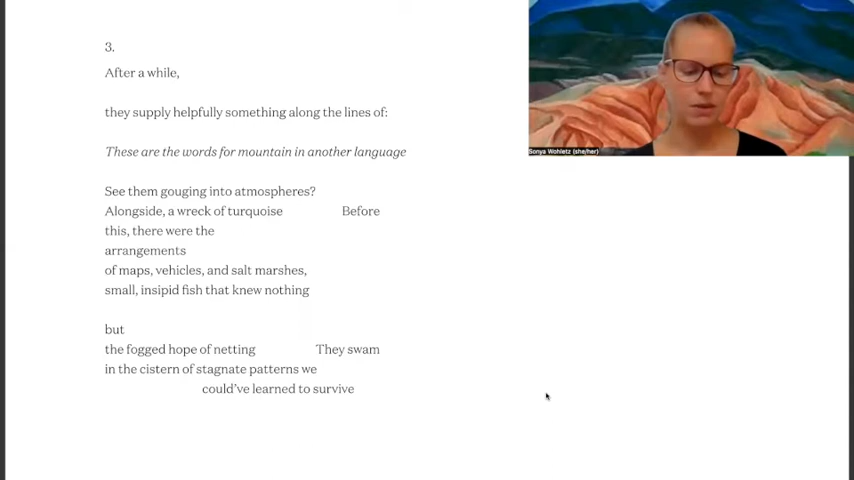 3.
After a while,
they supply helpfully something along the lines of:
These are the words for mountain in another language
See them gouging into atmospheres?
Alongside, a wreck of turquoise Before
this, there were the
arrangements
of maps, vehicles, and salt marshes,
small, insipid fish that knew nothing
but
the fogged hope of netting They swam
in the cistern of stagnate patterns we
could've learned to survive
Sonya Wohletz (she/her)